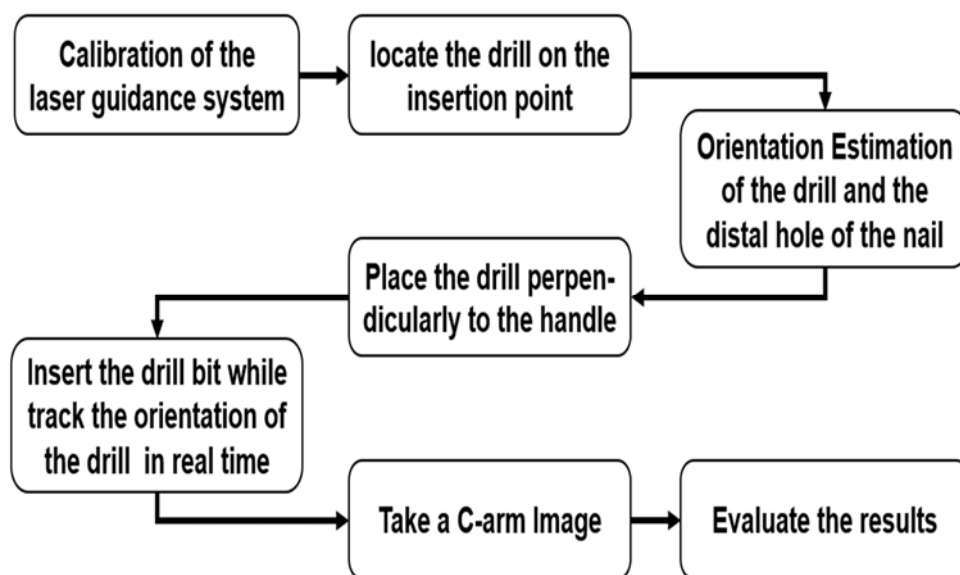 Calibration of the
laser guidance system
locate the drill on the
insertion point
Orientation Estimation
of the drill and the
distal hole of the nail
Place the drill perpen-
dicularly to the handle
Insert the drill bit while
track the orientation of
the drill in real time
Take a C-arm Image
Evaluate the results